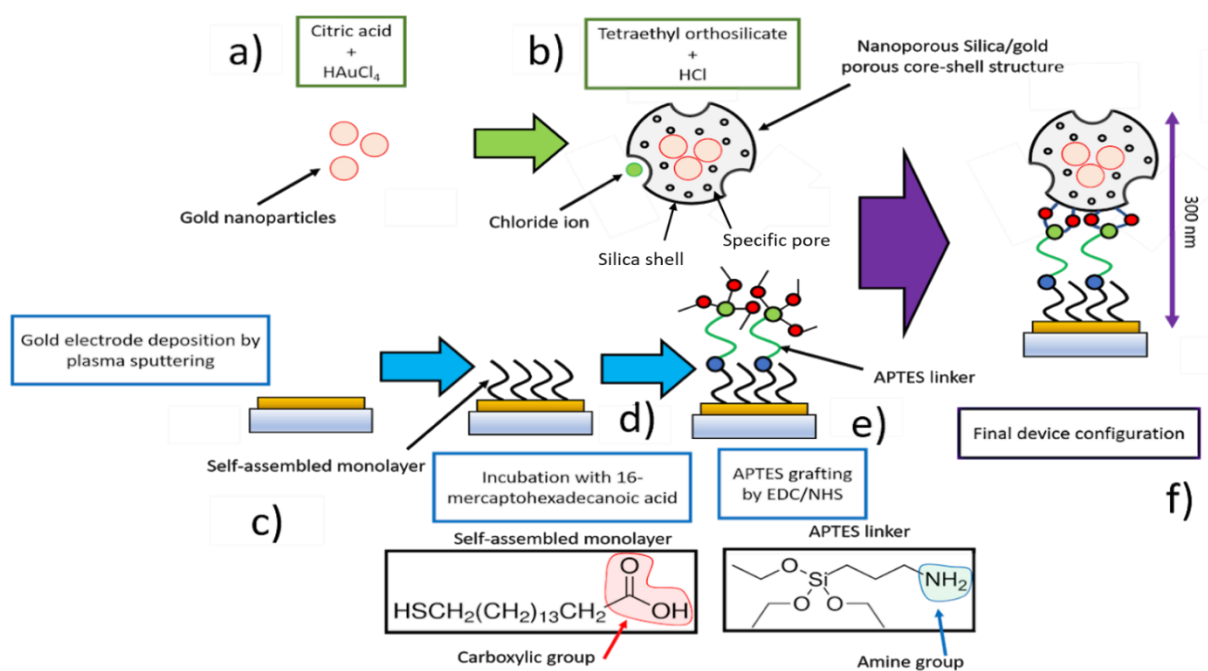 a)
Citric acid
+
HAuCl₄
Gold nanoparticles
b)
Tetraethyl orthosilicate
+
HCl
Nanoporous Silica/gold
porous core-shell structure
Chloride ion
Silica shell
Specific pore
300 nm
Gold electrode deposition by
plasma sputtering
Self-assembled monolayer
c)
d)
Incubation with 16-
mercaptohexadecanoic acid
APTES linker
e)
APTES grafting
by EDC/NHS
Final device configuration
f)
Self-assembled monolayer
HSCH₂(CH₂)₁₃CH₂
O
OH
Carboxylic group
APTES linker
O
Si
O
O
NH₂
Amine group